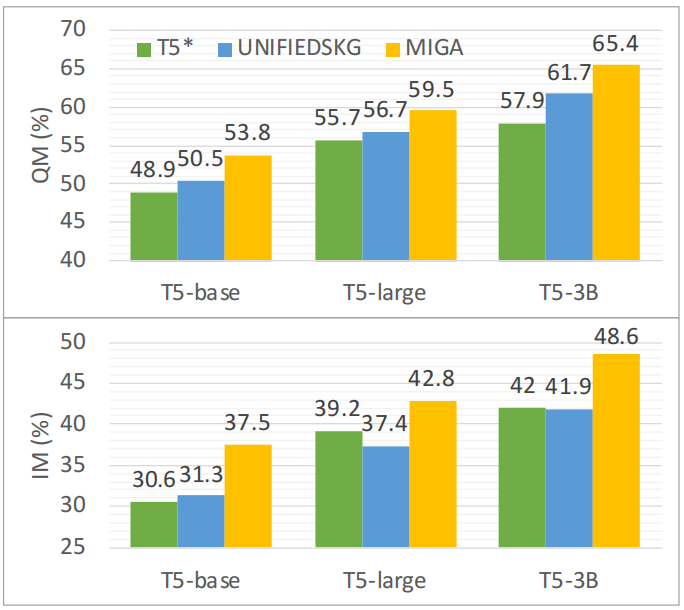 QM (%)
70
65
60
55
50
45
40
T5* UNIFIEDSKG MIGA
48.9 50.5 53.8
55.7 56.7 59.5
57.9 61.7 65.4
T5-base T5-large T5-3B
IM (%)
50
45
40
35
30
25
30.6 31.3 37.5
39.2 37.4 42.8
42 41.9 48.6
T5-base T5-large T5-3B